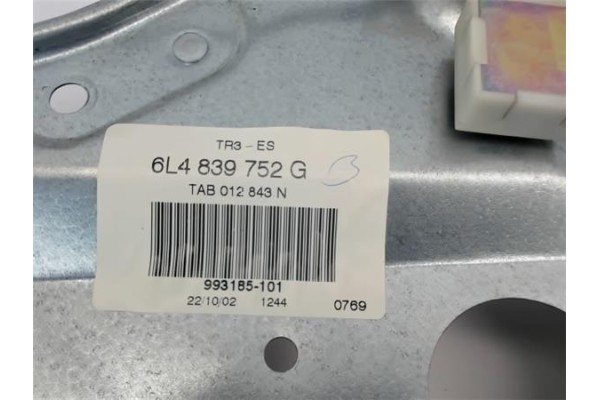 TR3 - ES
6L4 839 752 G
TAB 012 843 N
993185-101
22/10/02 1244 0769